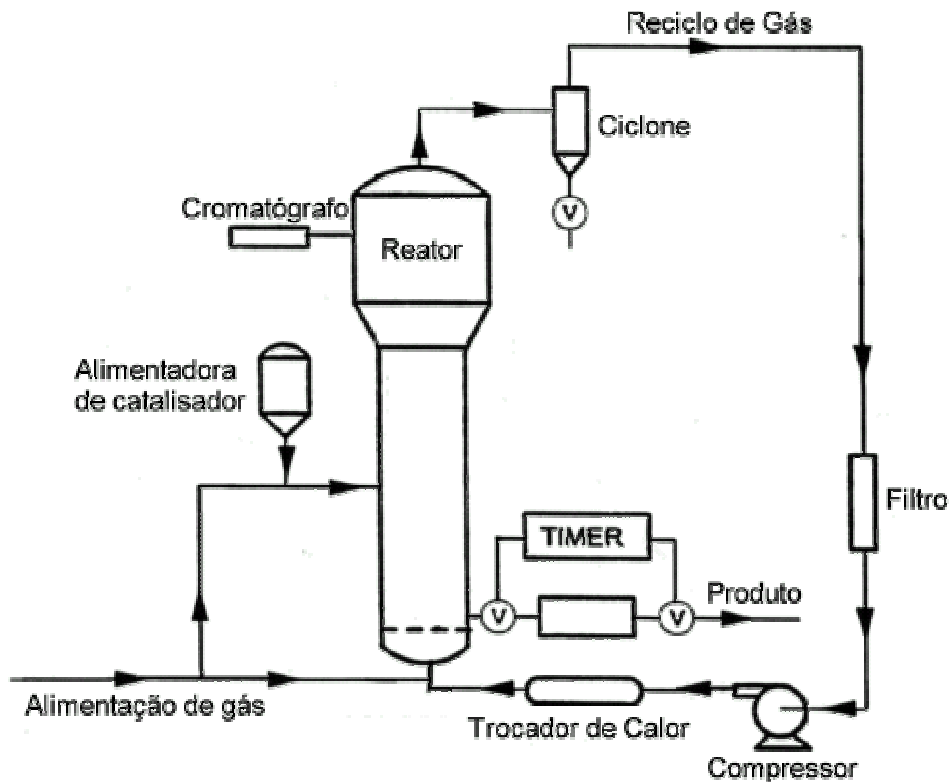 Reciclo de Gás
Ciclone
V
Cromatógrafo
Reator
Alimentadora
de catalisador
Filtro
TIMER
Produto
V
V
Alimentação de gás
Trocador de Calor
Compressor